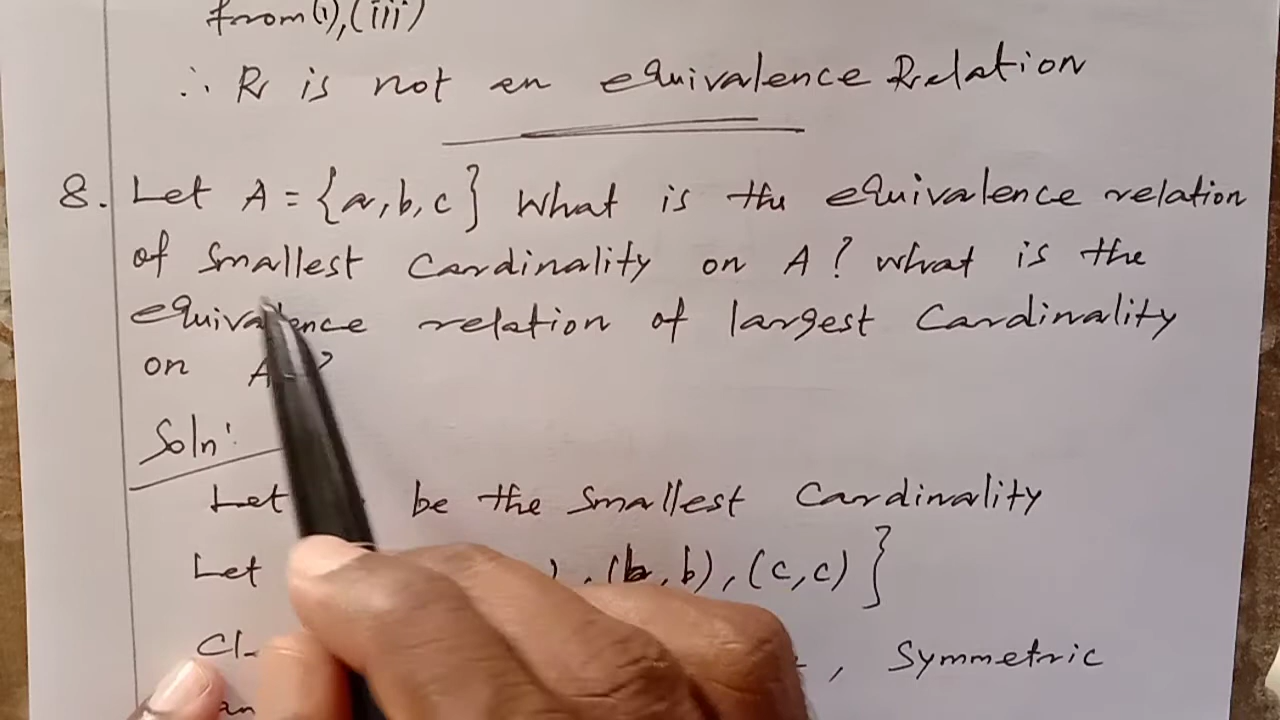 from(i),(iii)
∴ R is not an equivalence Relation
8. Let A = {a, b, c} What is the equivalence relation
of smallest Cardinality on A? What is the
equivalence relation of largest Cardinality
on A ?
Soln:
Let be the smallest Cardinality
Let ), (b, b), (c, c) }
, Symmetric